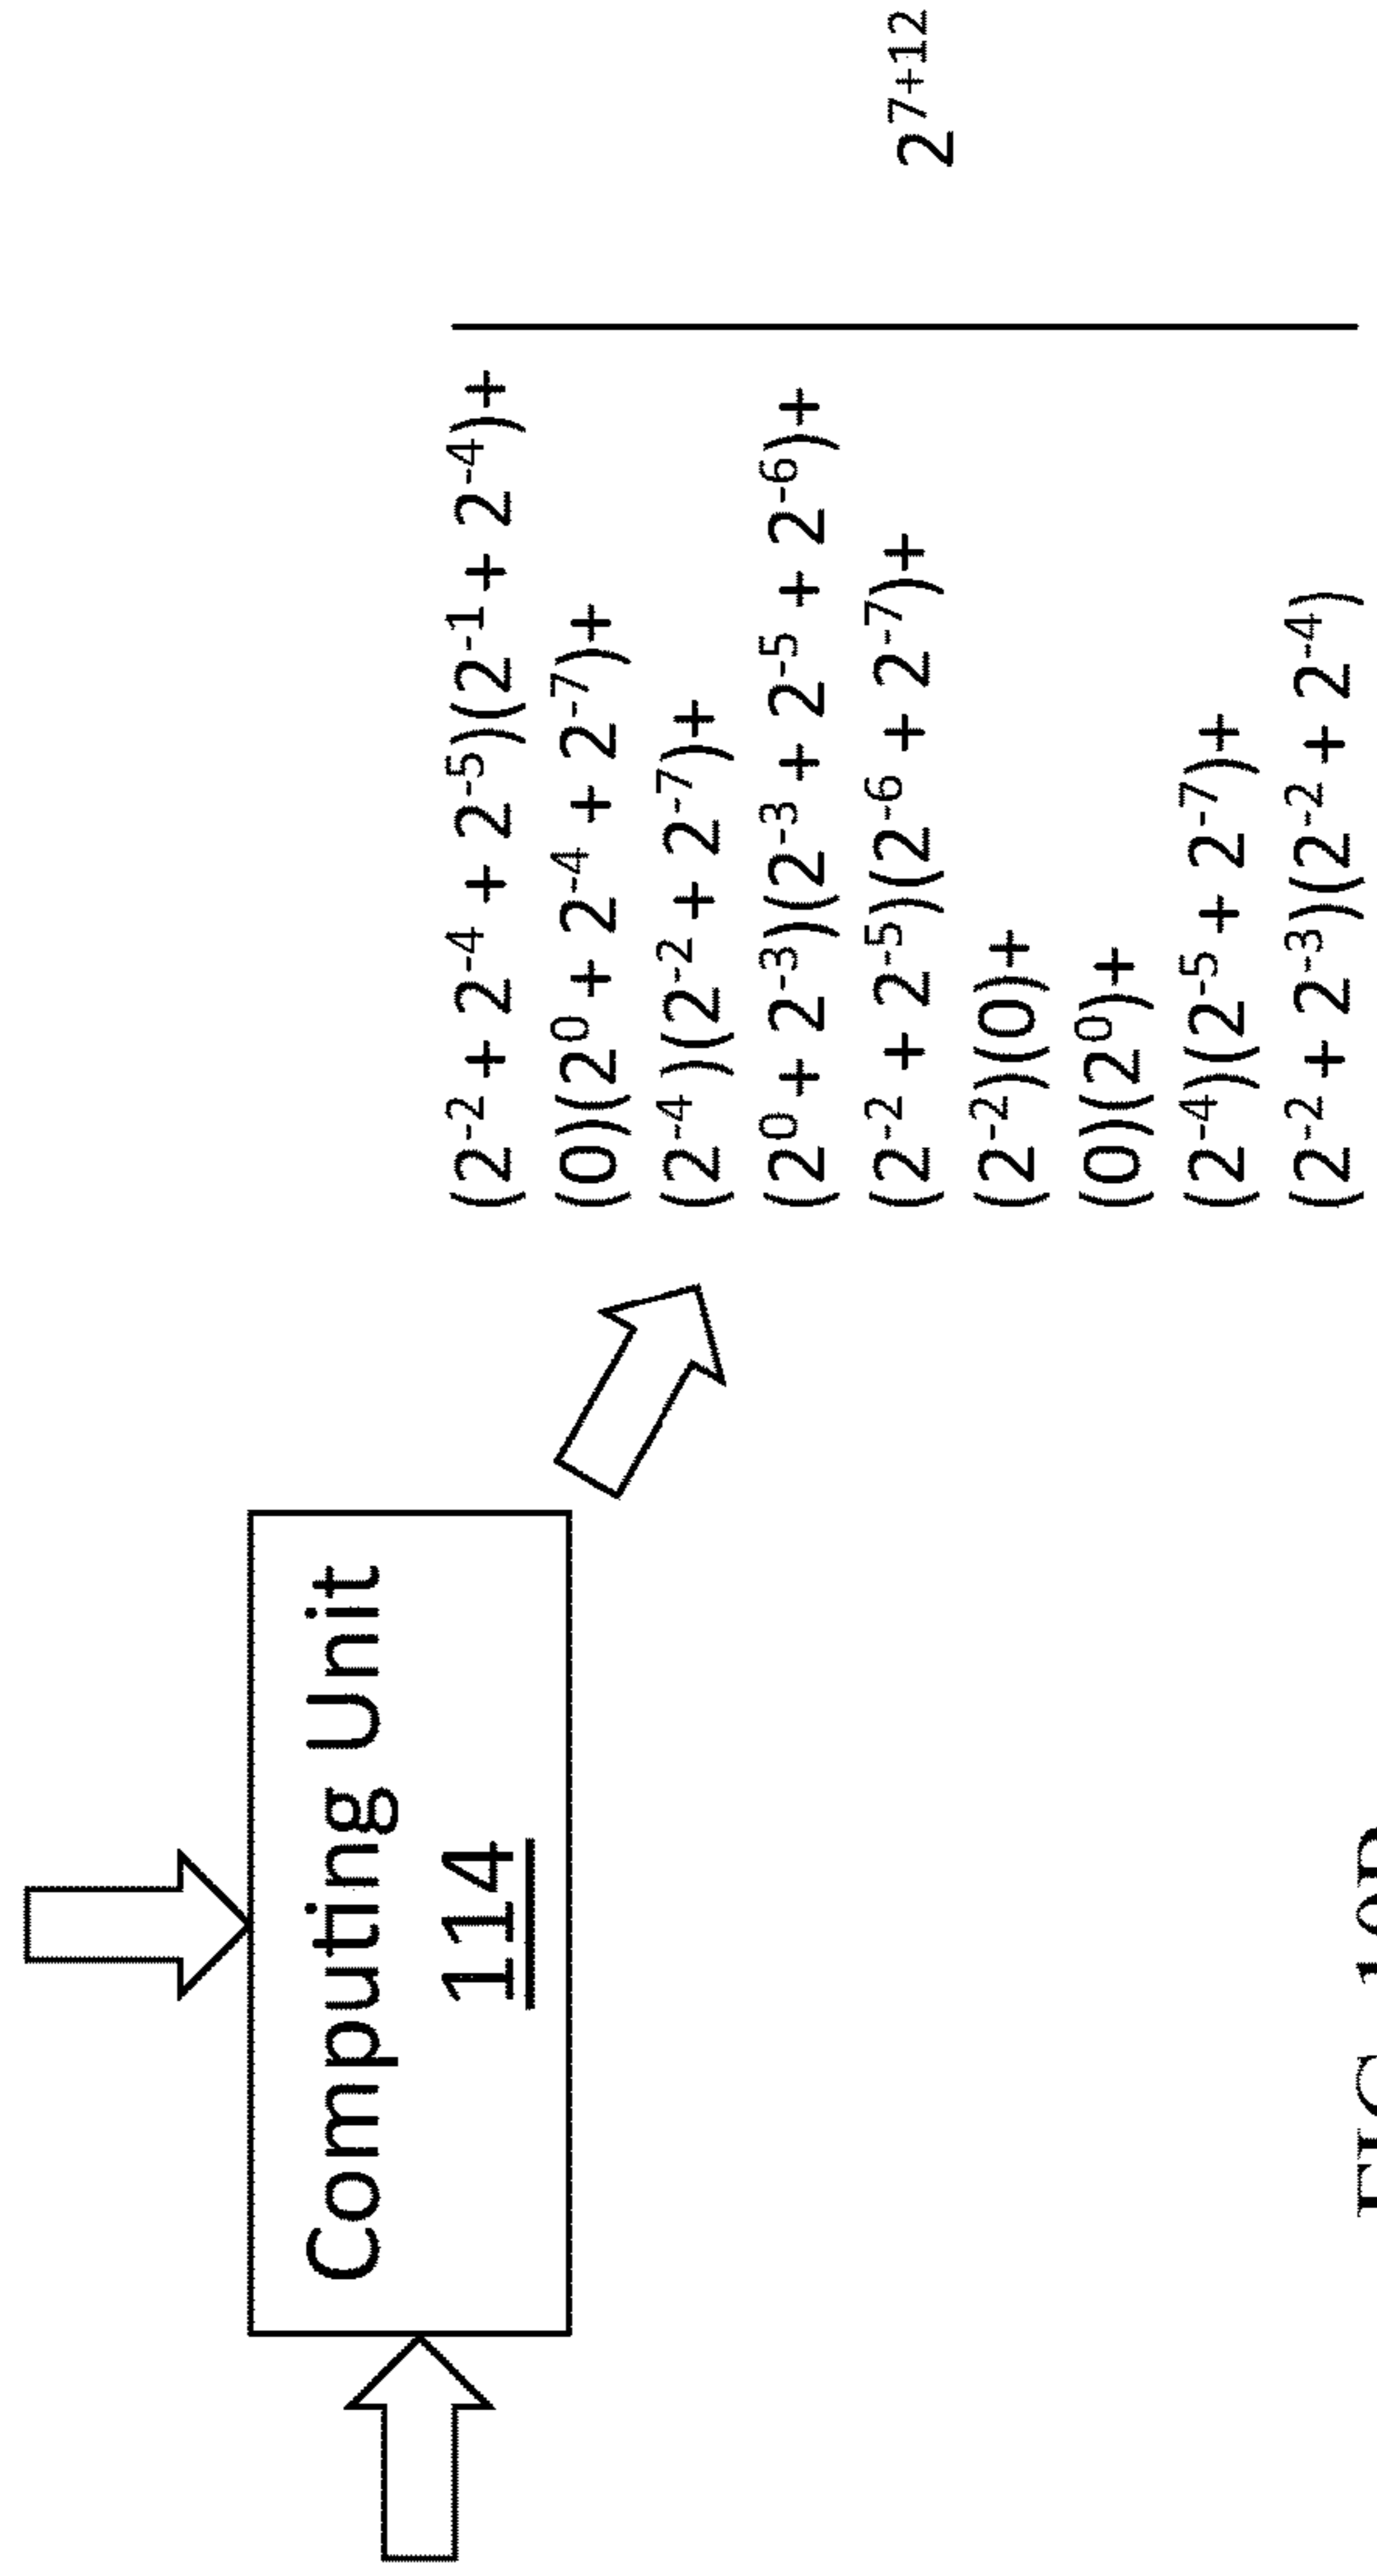 Computing Unit
114
(2⁻² + 2⁻⁴ + 2⁻⁵)(2⁻¹ + 2⁻⁴)+
(0)(2⁰ + 2⁻⁴ + 2⁻⁷)+
(2⁻⁴)(2⁻² + 2⁻⁷)+
(2⁰ + 2⁻³)(2⁻³ + 2⁻⁵ + 2⁻⁶)+
(2⁻² + 2⁻⁵)(2⁻⁶ + 2⁻⁷)+
(2⁻²)(0)+
(0)(2⁰)+
(2⁻⁴)(2⁻⁵ + 2⁻⁷)+
(2⁻² + 2⁻³)(2⁻² + 2⁻⁴)
2⁷⁺¹²